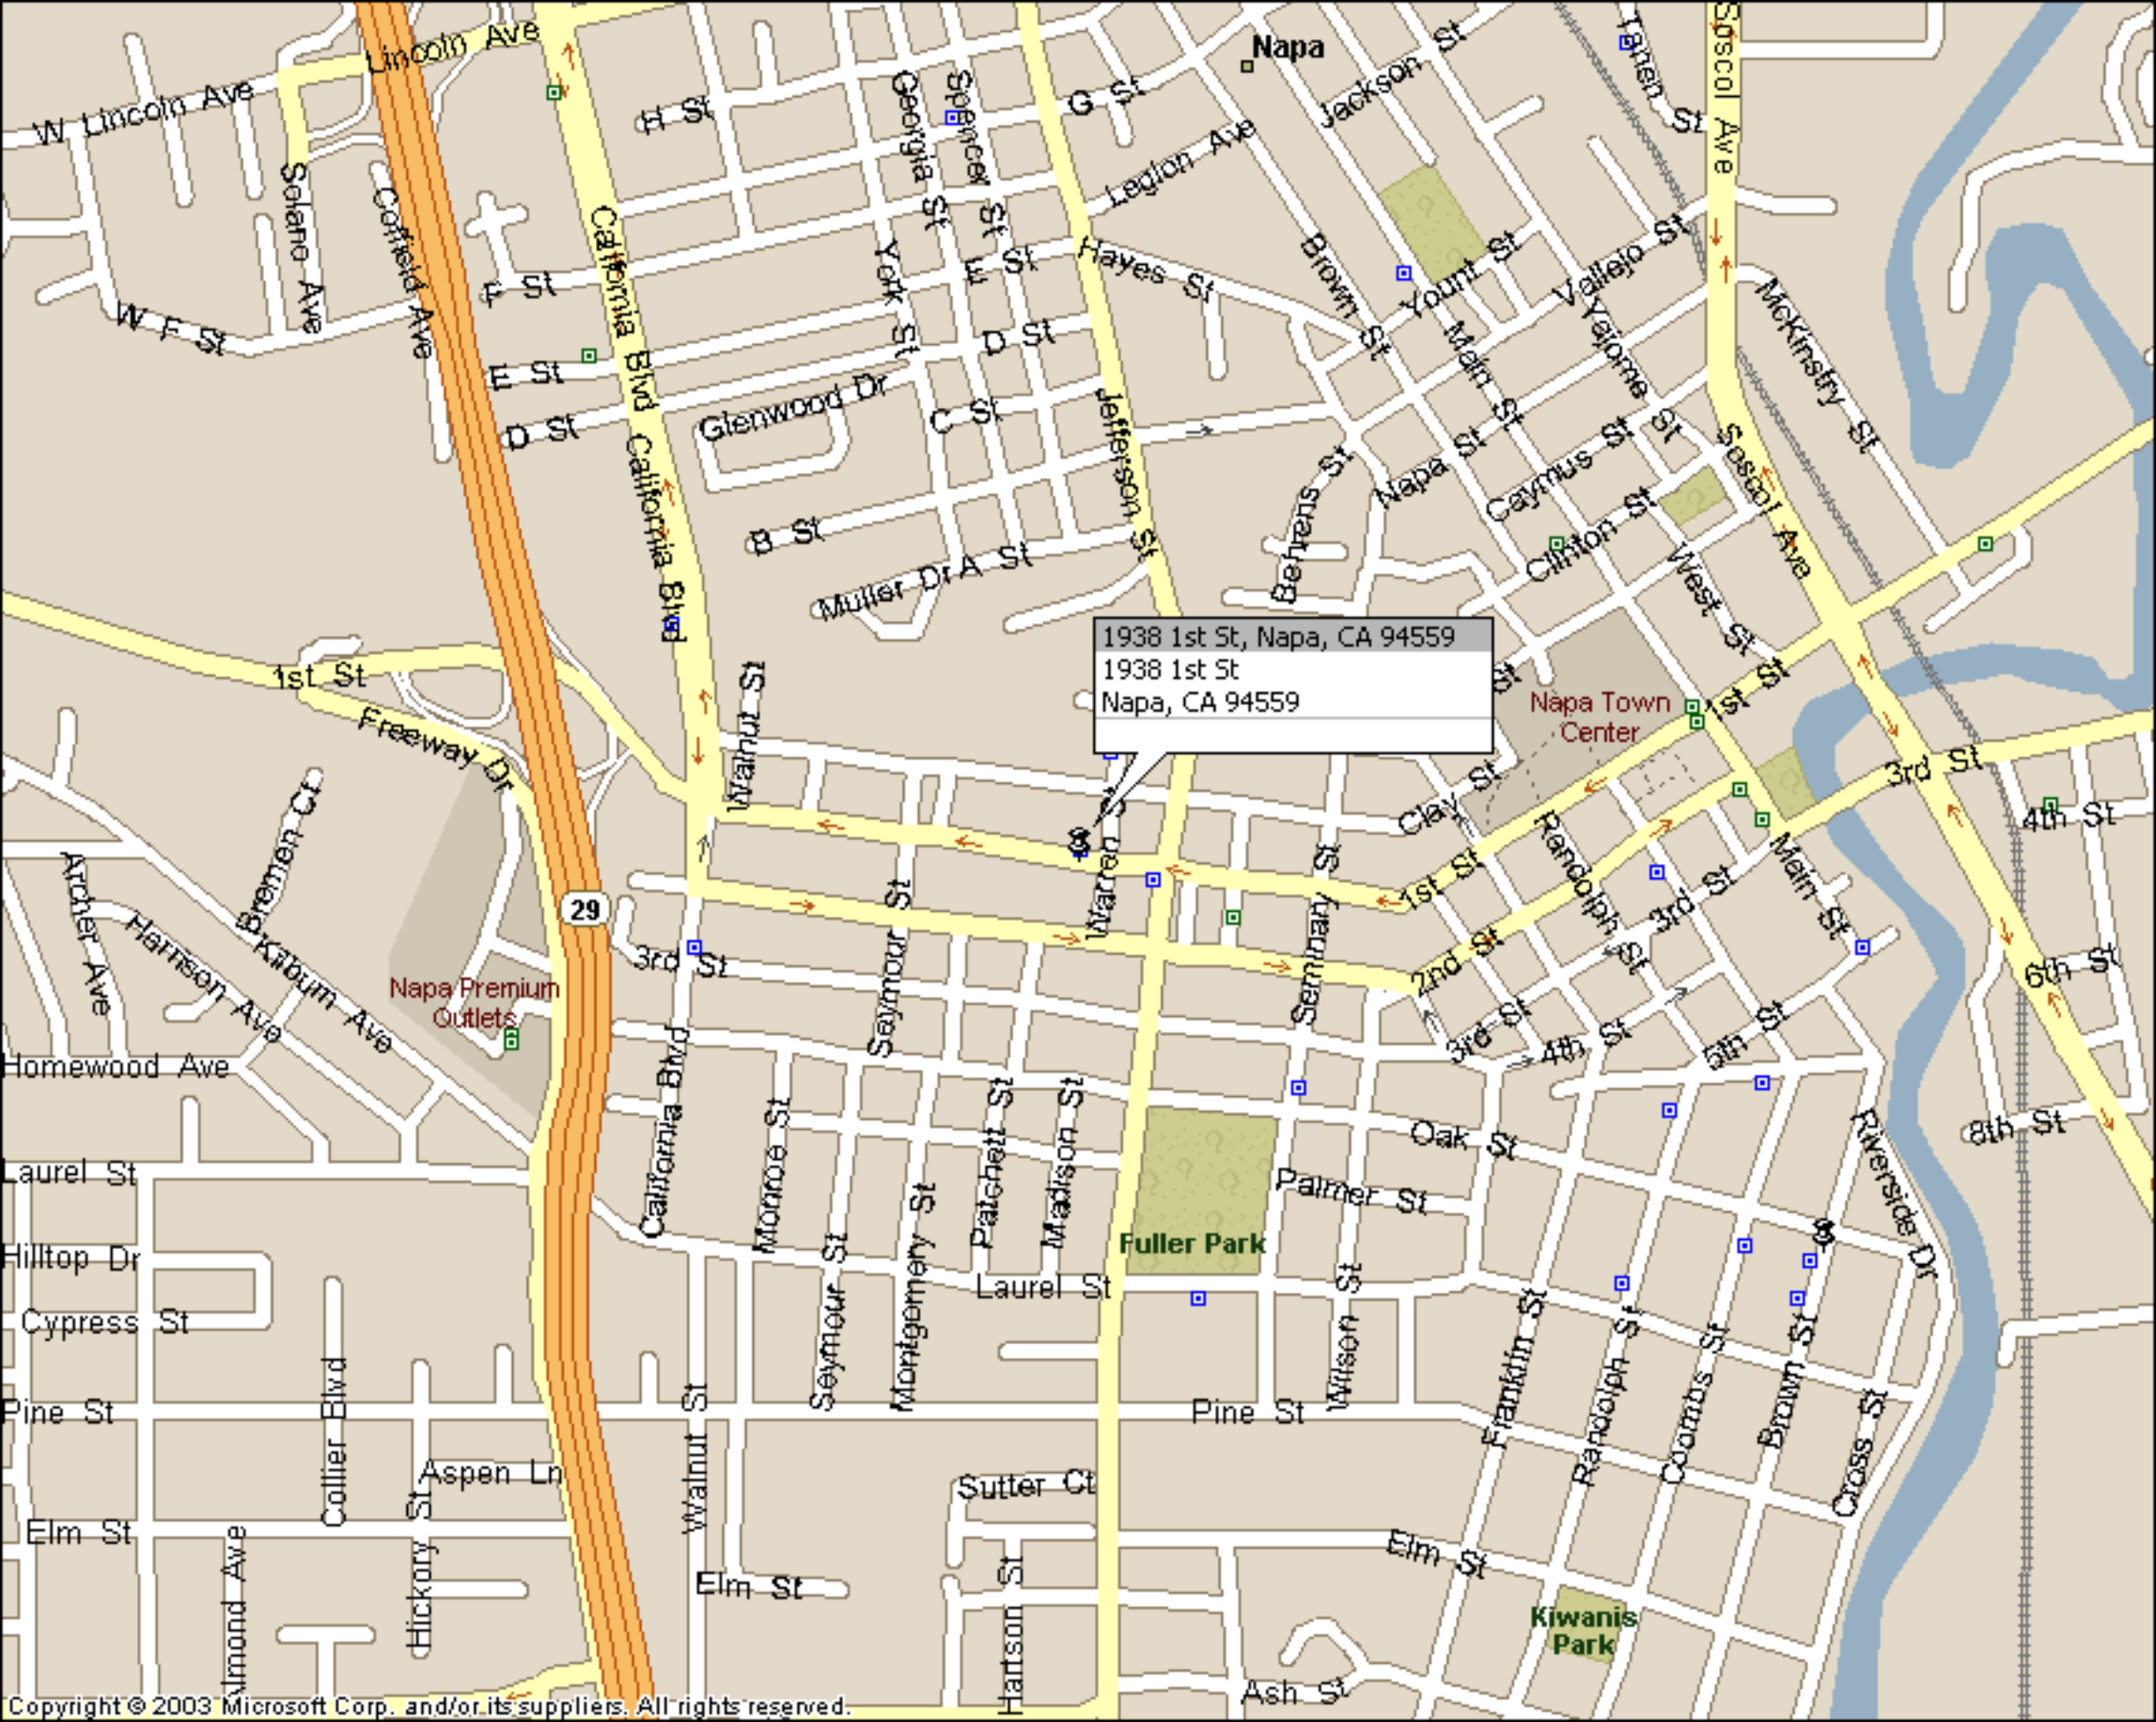 Napa
Lincoln Ave
W Lincoln Ave
Solano Ave
Coffield Ave
W F St
California Blvd
California Blvd
H St
G St
Georgia St
Spencer St
Legion Ave
Jackson St
Tanen St
Soscol Ave
F St
E St
Hayes St
York St
Brown St
Yount St
Vallejo St
Main St
Yajome St
McKinstry St
E St
D St
D St
Glenwood Dr
C St
Jefferson St
Napa St
Caymus St
Soscol Ave
B St
Muller Dr
A St
Behrens St
Clinton St
West St
1938 1st St, Napa, CA 94559
1938 1st St
Napa, CA 94559
1st St
Freeway Dr
Walnut St
Napa Town
Center
1st St
3rd St
4th St
Clay St
Warren St
Bremen Ct
Archer Ave
Harrison Ave
Kilburn Ave
29
Seymour St
Seminary St
1st St
2nd St
Randolph St
3rd St
Main St
6th St
Napa Premium
Outlets
3rd St
Homewood Ave
California Blvd
California Blvd
3rd St
4th St
5th St
8th St
Riverside Dr
Oak St
Palmer St
Laurel St
Monroe St
Patchett St
Madison St
Fuller Park
Hilltop Dr
Cypress St
Seymour St
Montgomery St
Laurel St
Wilson St
Franklin St
Randolph St
Coombs St
Brown St
Cross St
Pine St
Collier Blvd
Walnut St
Pine St
Aspen Ln
Sutter Ct
Elm St
Hickory St
Elm St
Elm St
Almond Ave
Hartson St
Kiwanis
Park
Ash St
Copyright © 2003 Microsoft Corp. and/or its suppliers. All rights reserved.